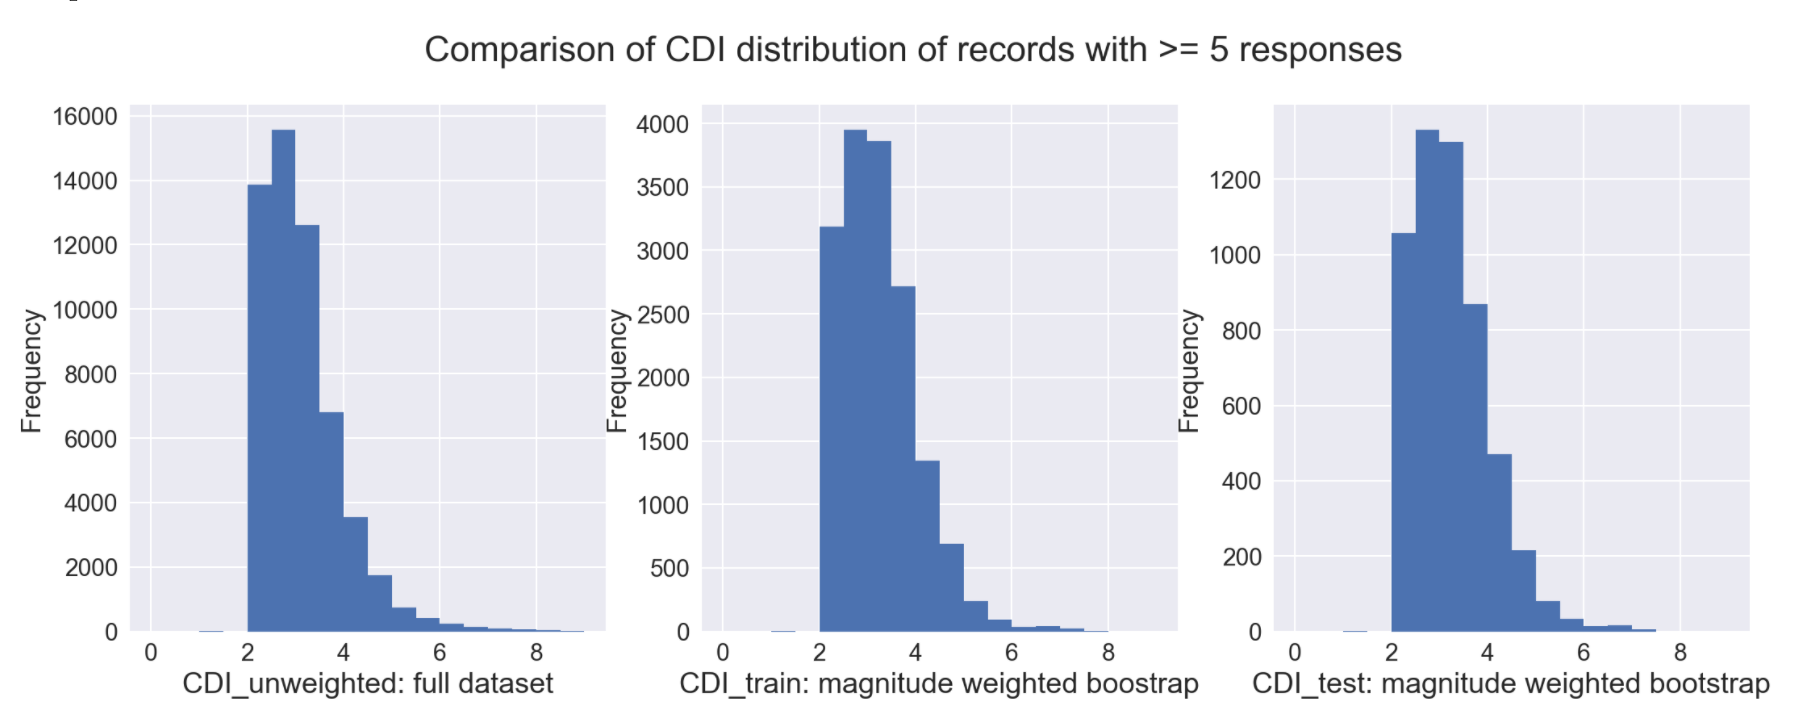 Comparison of CDI distribution of records with >= 5 responses
Frequency
16000
14000
12000
10000
8000
6000
4000
2000
0
0 2 4 6 8
CDI_unweighted: full dataset
Frequency
4000
3500
3000
2500
2000
1500
1000
500
0
0 2 4 6 8
CDI_train: magnitude weighted boostrap
Frequency
1200
1000
800
600
400
200
0
0 2 4 6 8
CDI_test: magnitude weighted bootstrap